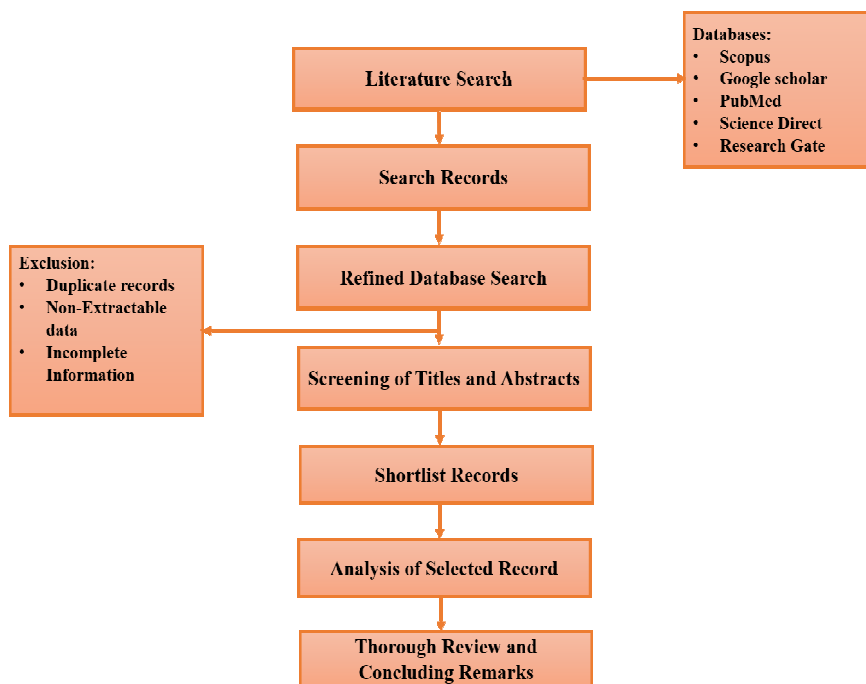 Literature Search
Databases:
• Scopus
• Google scholar
• PubMed
• Science Direct
• Research Gate
Search Records
Refined Database Search
Exclusion:
• Duplicate records
• Non-Extractable
data
• Incomplete
Information
Screening of Titles and Abstracts
Shortlist Records
Analysis of Selected Record
Thorough Review and
Concluding Remarks